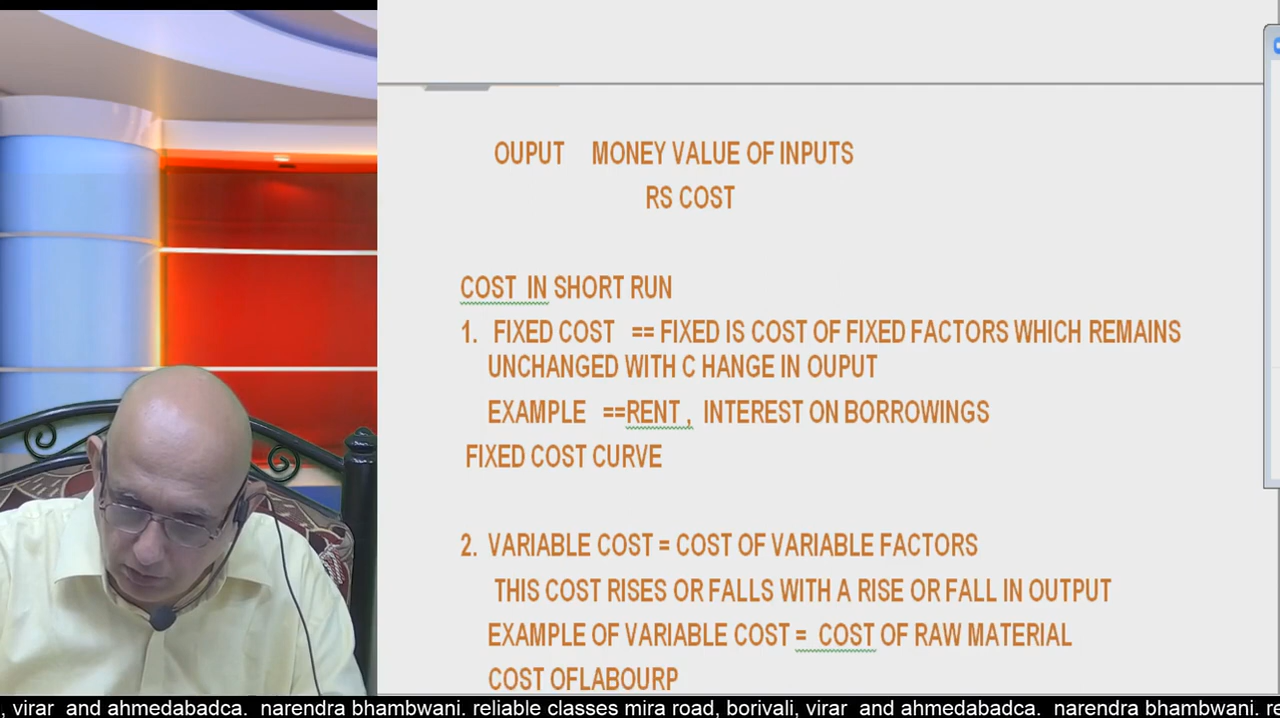 OUPUT MONEY VALUE OF INPUTS
RS COST
COST IN SHORT RUN
1. FIXED COST == FIXED IS COST OF FIXED FACTORS WHICH REMAINS
UNCHANGED WITH C HANGE IN OUPUT
EXAMPLE ==RENT , INTEREST ON BORROWINGS
FIXED COST CURVE
2. VARIABLE COST = COST OF VARIABLE FACTORS
THIS COST RISES OR FALLS WITH A RISE OR FALL IN OUTPUT
EXAMPLE OF VARIABLE COST = COST OF RAW MATERIAL
COST OFLABOURP
, virar and ahmedabadca. narendra bhambwani. reliable classes mira road, borivali, virar and ahmedabadca. narendra bhambwani. re